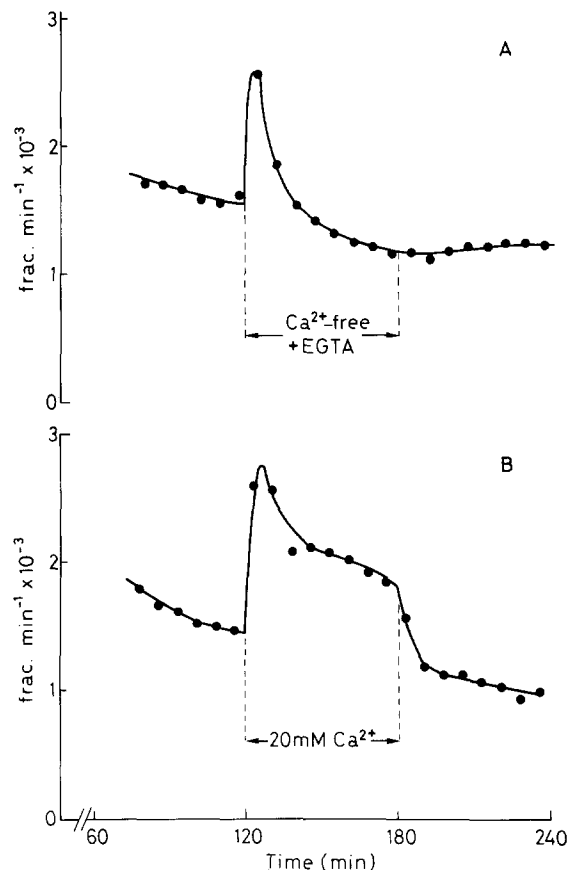 A
3
2
1
0
frac. min⁻¹ x 10⁻³
Ca²⁺-free
+EGTA
B
3
2
1
0
frac. min⁻¹ x 10⁻³
20mM Ca²⁺
60 120 180 240
Time (min)